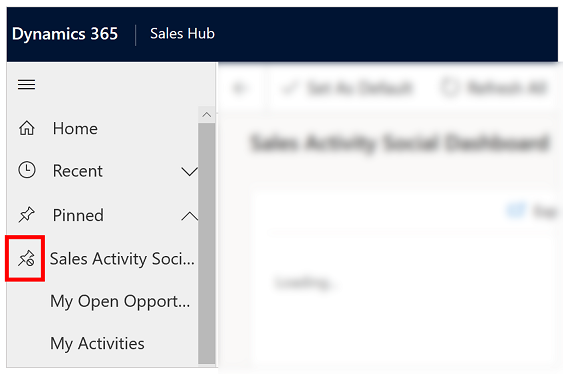 Dynamics 365 Sales Hub
Set As Default Refresh All
Home
Sales Activity Social Dashboard
Recent
Pinned
Sales Activity Soci...
My Open Opport...
Loading...
My Activities